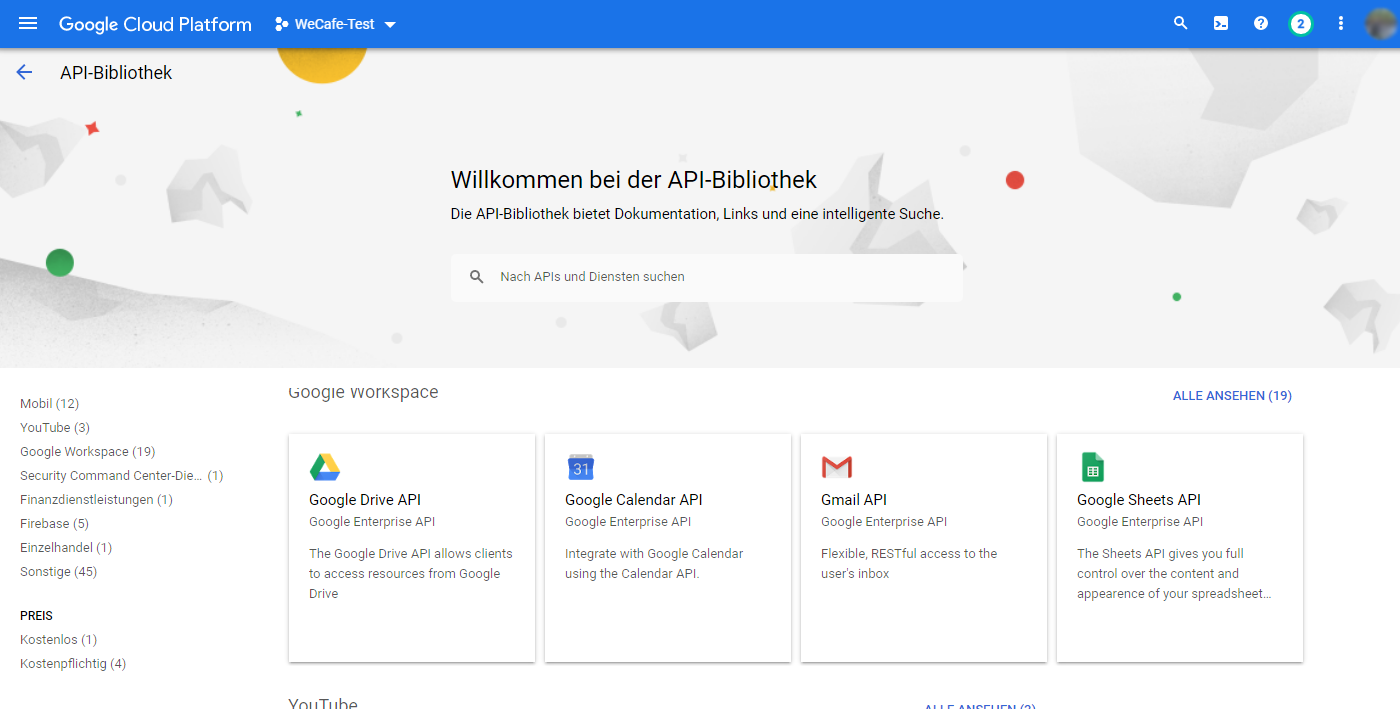 Google Cloud Platform
WeCafe-Test
2
API-Bibliothek
Willkommen bei der API-Bibliothek
Die API-Bibliothek bietet Dokumentation, Links und eine intelligente Suche.
Nach APIs und Diensten suchen
Mobil (12)
YouTube (3)
Google Workspace (19)
Security Command Center-Die... (1)
Finanzdienstleistungen (1)
Firebase (5)
Einzelhandel (1)
Sonstige (45)
PREIS
Kostenlos (1)
Kostenpflichtig (4)
Google Workspace
ALLE ANSEHEN (19)
Google Drive API
Google Enterprise API
The Google Drive API allows clients
to access resources from Google
Drive
31
Google Calendar API
Google Enterprise API
Integrate with Google Calendar
using the Calendar API.
Gmail API
Google Enterprise API
Flexible, RESTful access to the
user's inbox
Google Sheets API
Google Enterprise API
The Sheets API gives you full
control over the content and
appearence of your spreadsheet...
YouTube
ALLE ANSEHEN (3)